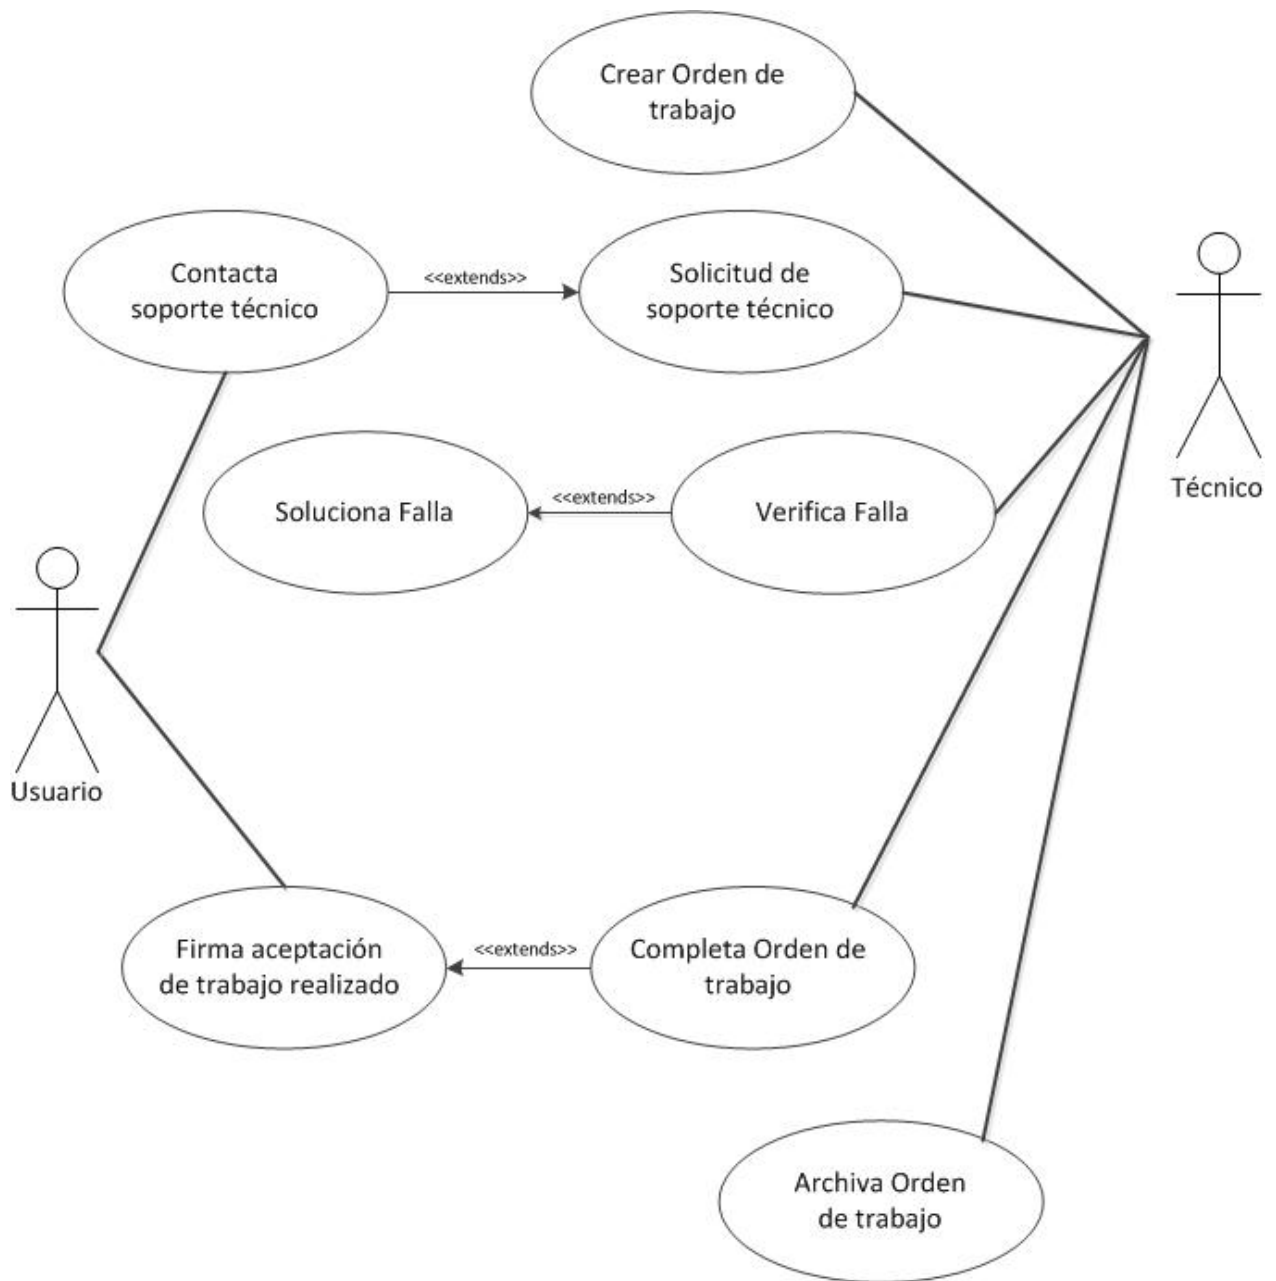 Crear Orden de
trabajo
Contacta
soporte técnico
<<extends>>
Solicitud de
soporte técnico
Técnico
Soluciona Falla
<<extends>>
Verifica Falla
Usuario
Firma aceptación
de trabajo realizado
<<extends>>
Completa Orden de
trabajo
Archiva Orden
de trabajo